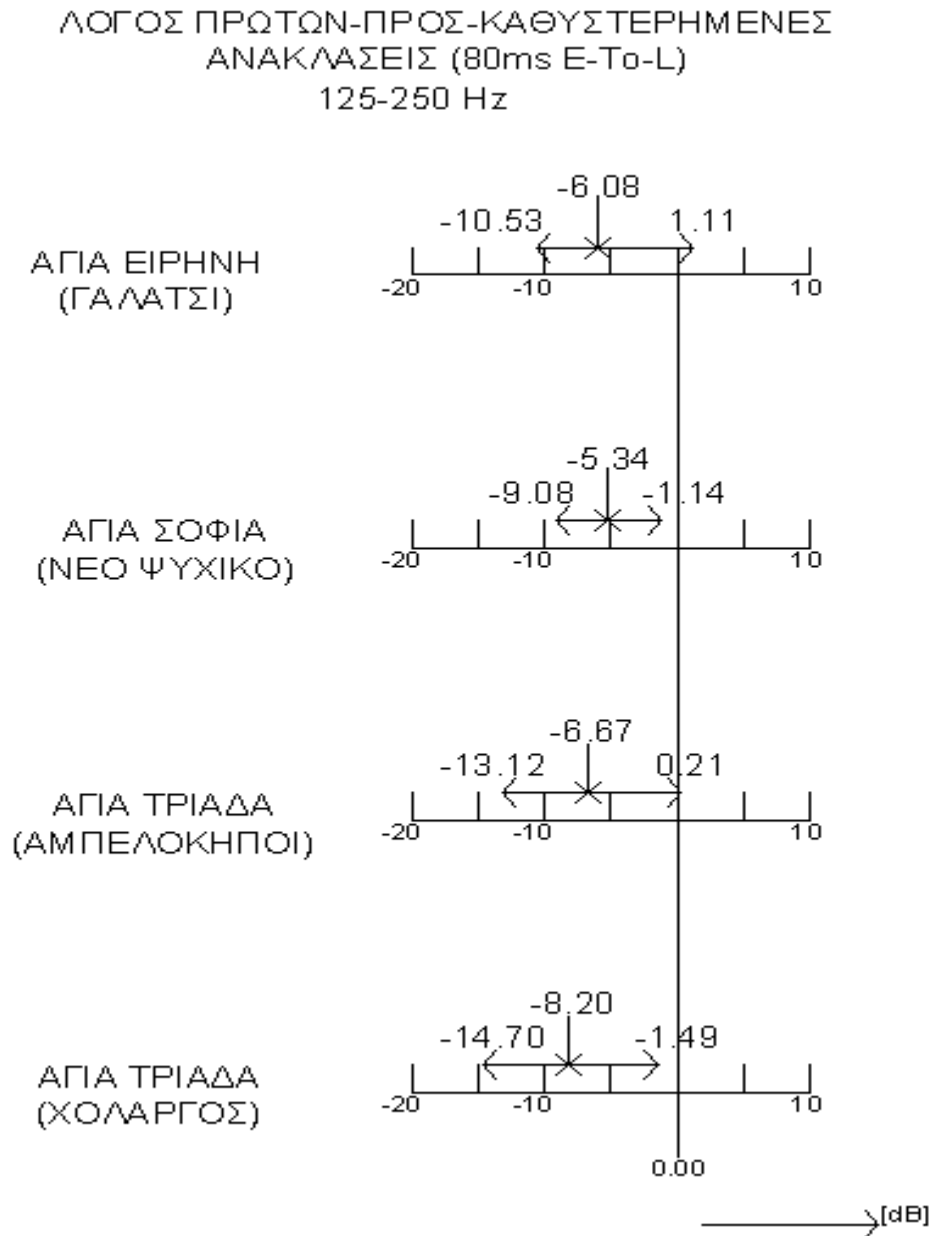 ΛΟΓΟΣ ΠΡΩΤΩΝ-ΠΡΟΣ-ΚΑΘΥΣΤΕΡΗΜΕΝΕΣ
ΑΝΑΚΛΑΣΕΙΣ (80ms E-To-L)
125-250 Hz
-6.08
-10.53 1.11
ΑΓΙΑ ΕΙΡΗΝΗ
(ΓΑΛΑΤΣΙ)
-20 -10 10
-5.34
-9.08 -1.14
ΑΓΙΑ ΣΟΦΙΑ
(ΝΕΟ ΨΥΧΙΚΟ)
-20 -10 10
-6.67
-13.12 0.21
ΑΓΙΑ ΤΡΙΑΔΑ
(ΑΜΠΕΛΟΚΗΠΟΙ)
-20 -10 10
-8.20
-14.70 -1.49
ΑΓΙΑ ΤΡΙΑΔΑ
(ΧΟΛΑΡΓΟΣ)
-20 -10 10
0.00
[dB]